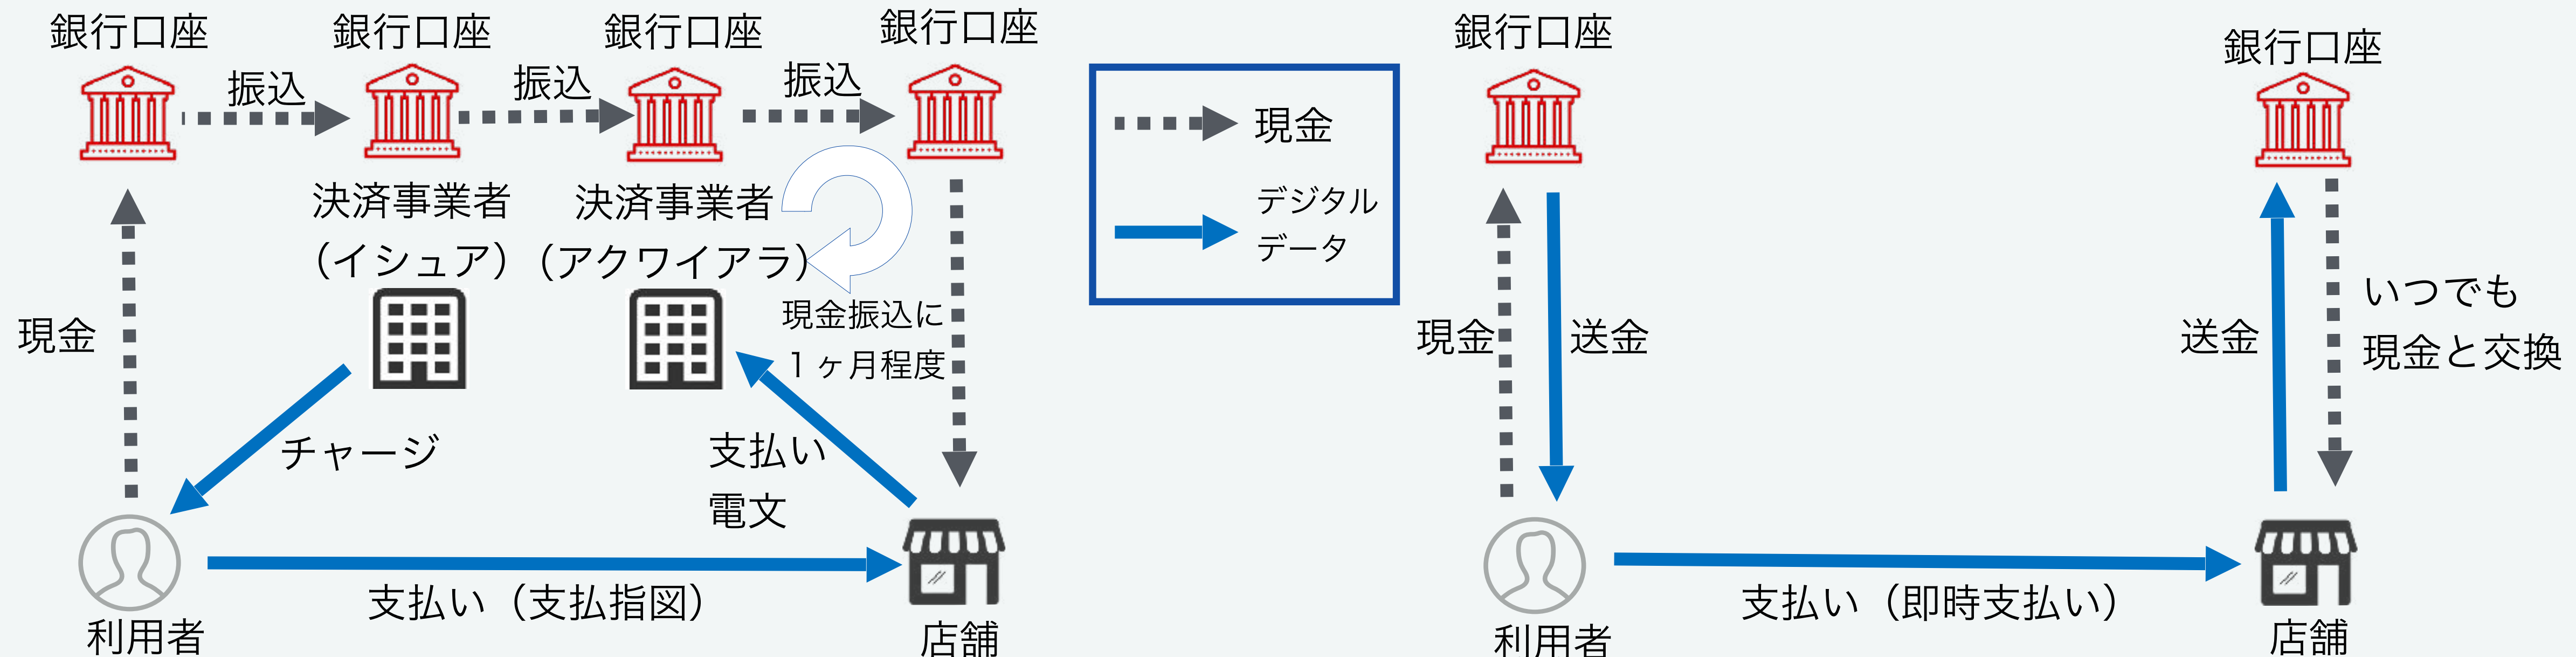 銀行口座
銀行口座
銀行口座
銀行口座
振込
振込
振込
決済事業者
（イシュア）
決済事業者
（アクワイアラ）
現金振込に
１ヶ月程度
現金
チャージ
支払い
電文
支払い（支払指図）
利用者
店舗
現金
デジタル
データ
銀行口座
銀行口座
現金
送金
送金
いつでも
現金と交換
支払い（即時支払い）
利用者
店舗